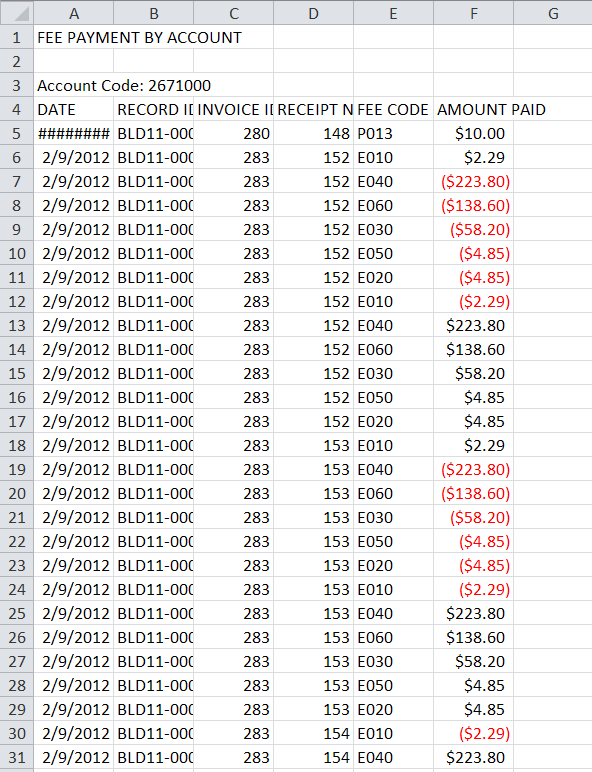 A B C D E F G
1 FEE PAYMENT BY ACCOUNT
2
3 Account Code: 2671000
4 DATE RECORD ID INVOICE ID RECEIPT N FEE CODE AMOUNT PAID
5 ######## BLD11-000 280 148 P013 $10.00
6 2/9/2012 BLD11-000 283 152 E010 $2.29
7 2/9/2012 BLD11-000 283 152 E040 ($223.80)
8 2/9/2012 BLD11-000 283 152 E060 ($138.60)
9 2/9/2012 BLD11-000 283 152 E030 ($58.20)
10 2/9/2012 BLD11-000 283 152 E050 ($4.85)
11 2/9/2012 BLD11-000 283 152 E020 ($4.85)
12 2/9/2012 BLD11-000 283 152 E010 ($2.29)
13 2/9/2012 BLD11-000 283 152 E040 $223.80
14 2/9/2012 BLD11-000 283 152 E060 $138.60
15 2/9/2012 BLD11-000 283 152 E030 $58.20
16 2/9/2012 BLD11-000 283 152 E050 $4.85
17 2/9/2012 BLD11-000 283 152 E020 $4.85
18 2/9/2012 BLD11-000 283 153 E010 $2.29
19 2/9/2012 BLD11-000 283 153 E040 ($223.80)
20 2/9/2012 BLD11-000 283 153 E060 ($138.60)
21 2/9/2012 BLD11-000 283 153 E030 ($58.20)
22 2/9/2012 BLD11-000 283 153 E050 ($4.85)
23 2/9/2012 BLD11-000 283 153 E020 ($4.85)
24 2/9/2012 BLD11-000 283 153 E010 ($2.29)
25 2/9/2012 BLD11-000 283 153 E040 $223.80
26 2/9/2012 BLD11-000 283 153 E060 $138.60
27 2/9/2012 BLD11-000 283 153 E030 $58.20
28 2/9/2012 BLD11-000 283 153 E050 $4.85
29 2/9/2012 BLD11-000 283 153 E020 $4.85
30 2/9/2012 BLD11-000 283 154 E010 ($2.29)
31 2/9/2012 BLD11-000 283 154 E040 $223.80